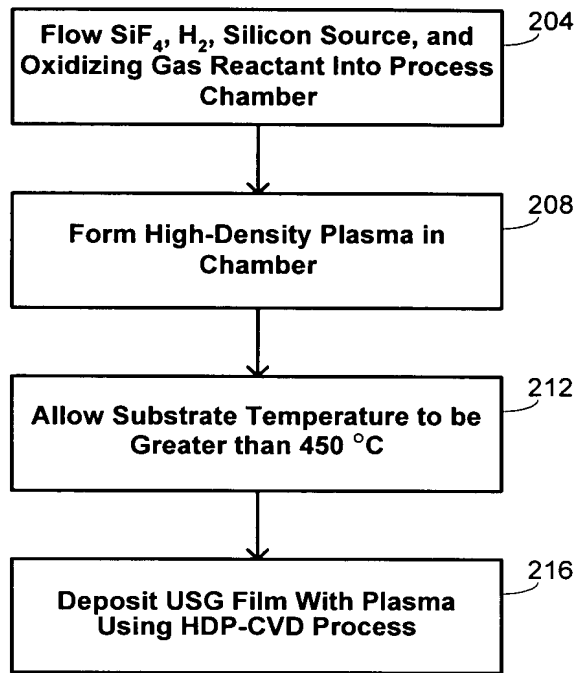 204
Flow SiF₄, H₂, Silicon Source, and
Oxidizing Gas Reactant Into Process
Chamber
208
Form High-Density Plasma in
Chamber
212
Allow Substrate Temperature to be
Greater than 450 °C
216
Deposit USG Film With Plasma
Using HDP-CVD Process